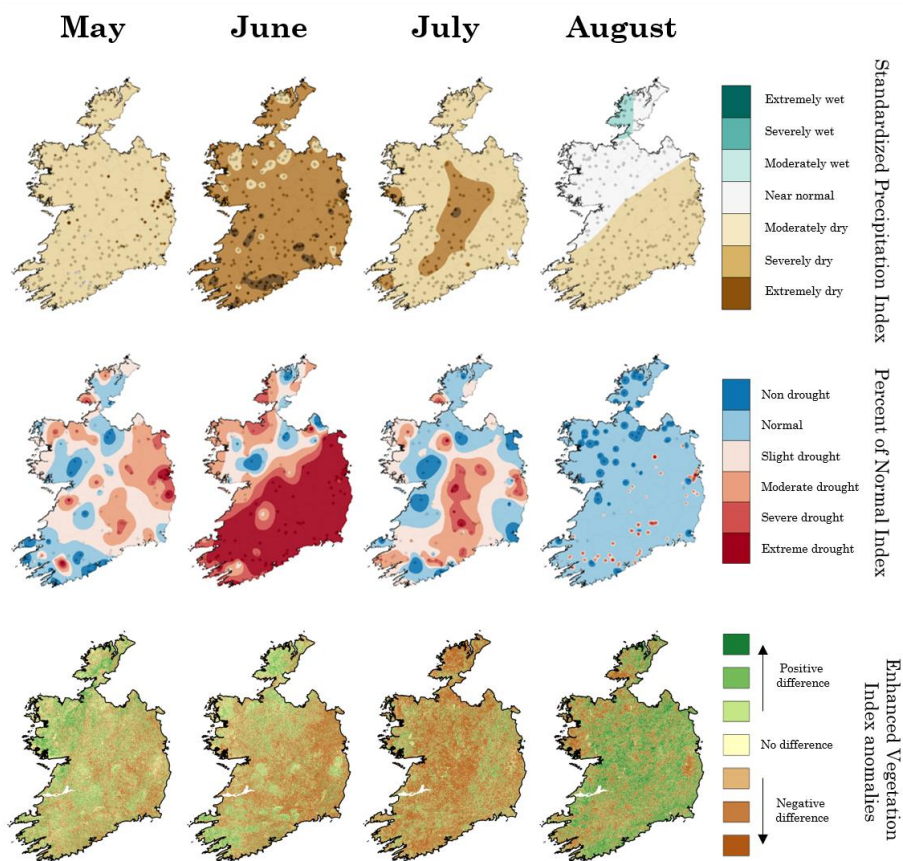 May
June
July
August
Extremely wet
Severely wet
Moderately wet
Near normal
Moderately dry
Severely dry
Extremely dry
Standardized Precipitation Index
Non drought
Normal
Slight drought
Moderate drought
Severe drought
Extreme drought
Percent of Normal Index
Positive
difference
No difference
Negative
difference
Enhanced Vegetation
Index anomalies